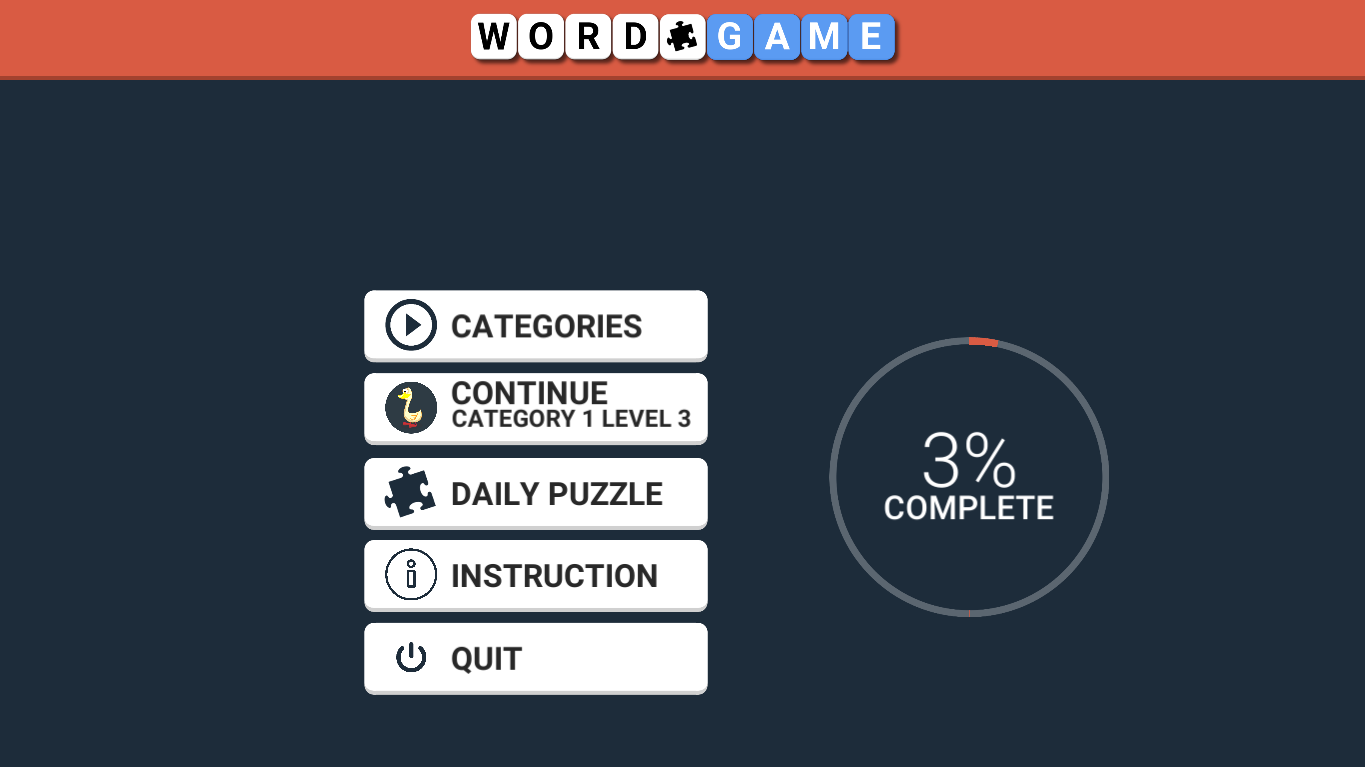 WORD GAME
CATEGORIES
CONTINUE
CATEGORY 1 LEVEL 3
DAILY PUZZLE
INSTRUCTION
QUIT
3%
COMPLETE